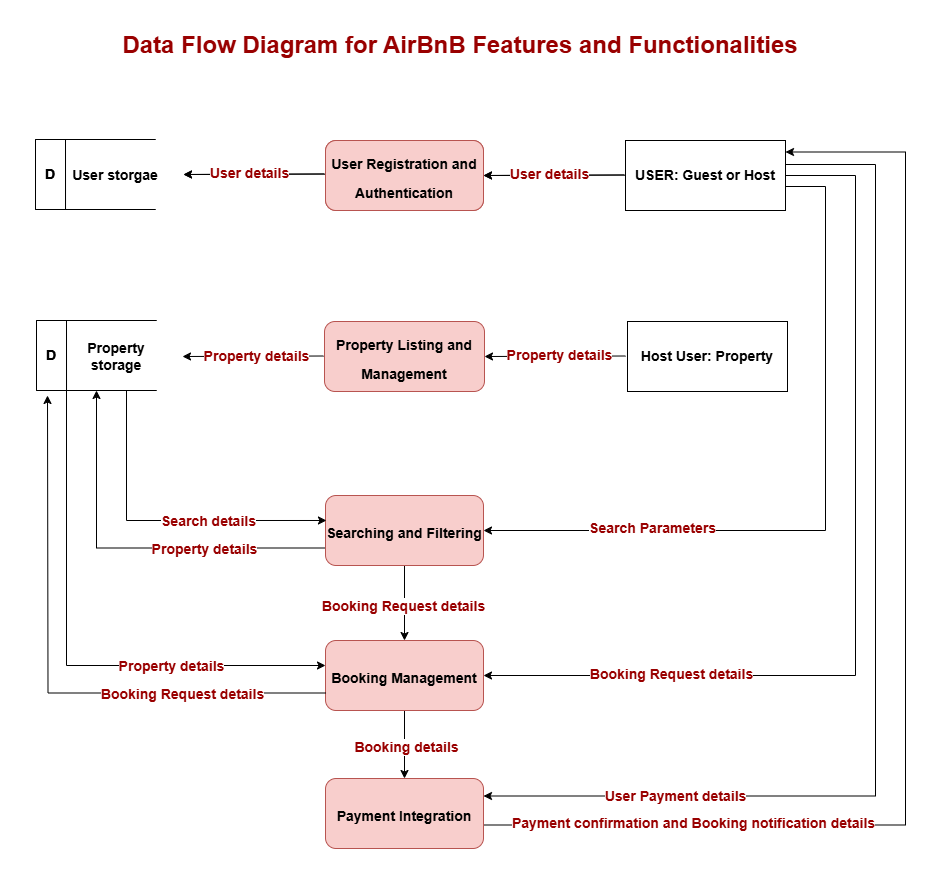 Data Flow Diagram for AirBnB Features and Functionalities
D
User storgae
User details
User Registration and
Authentication
User details
USER: Guest or Host
D
Property
storage
Property details
Property Listing and
Management
Property details
Host User: Property
Search details
Property details
Searching and Filtering
Search Parameters
Booking Request details
Property details
Booking Request details
Booking Management
Booking Request details
Booking details
Payment Integration
User Payment details
Payment confirmation and Booking notification details